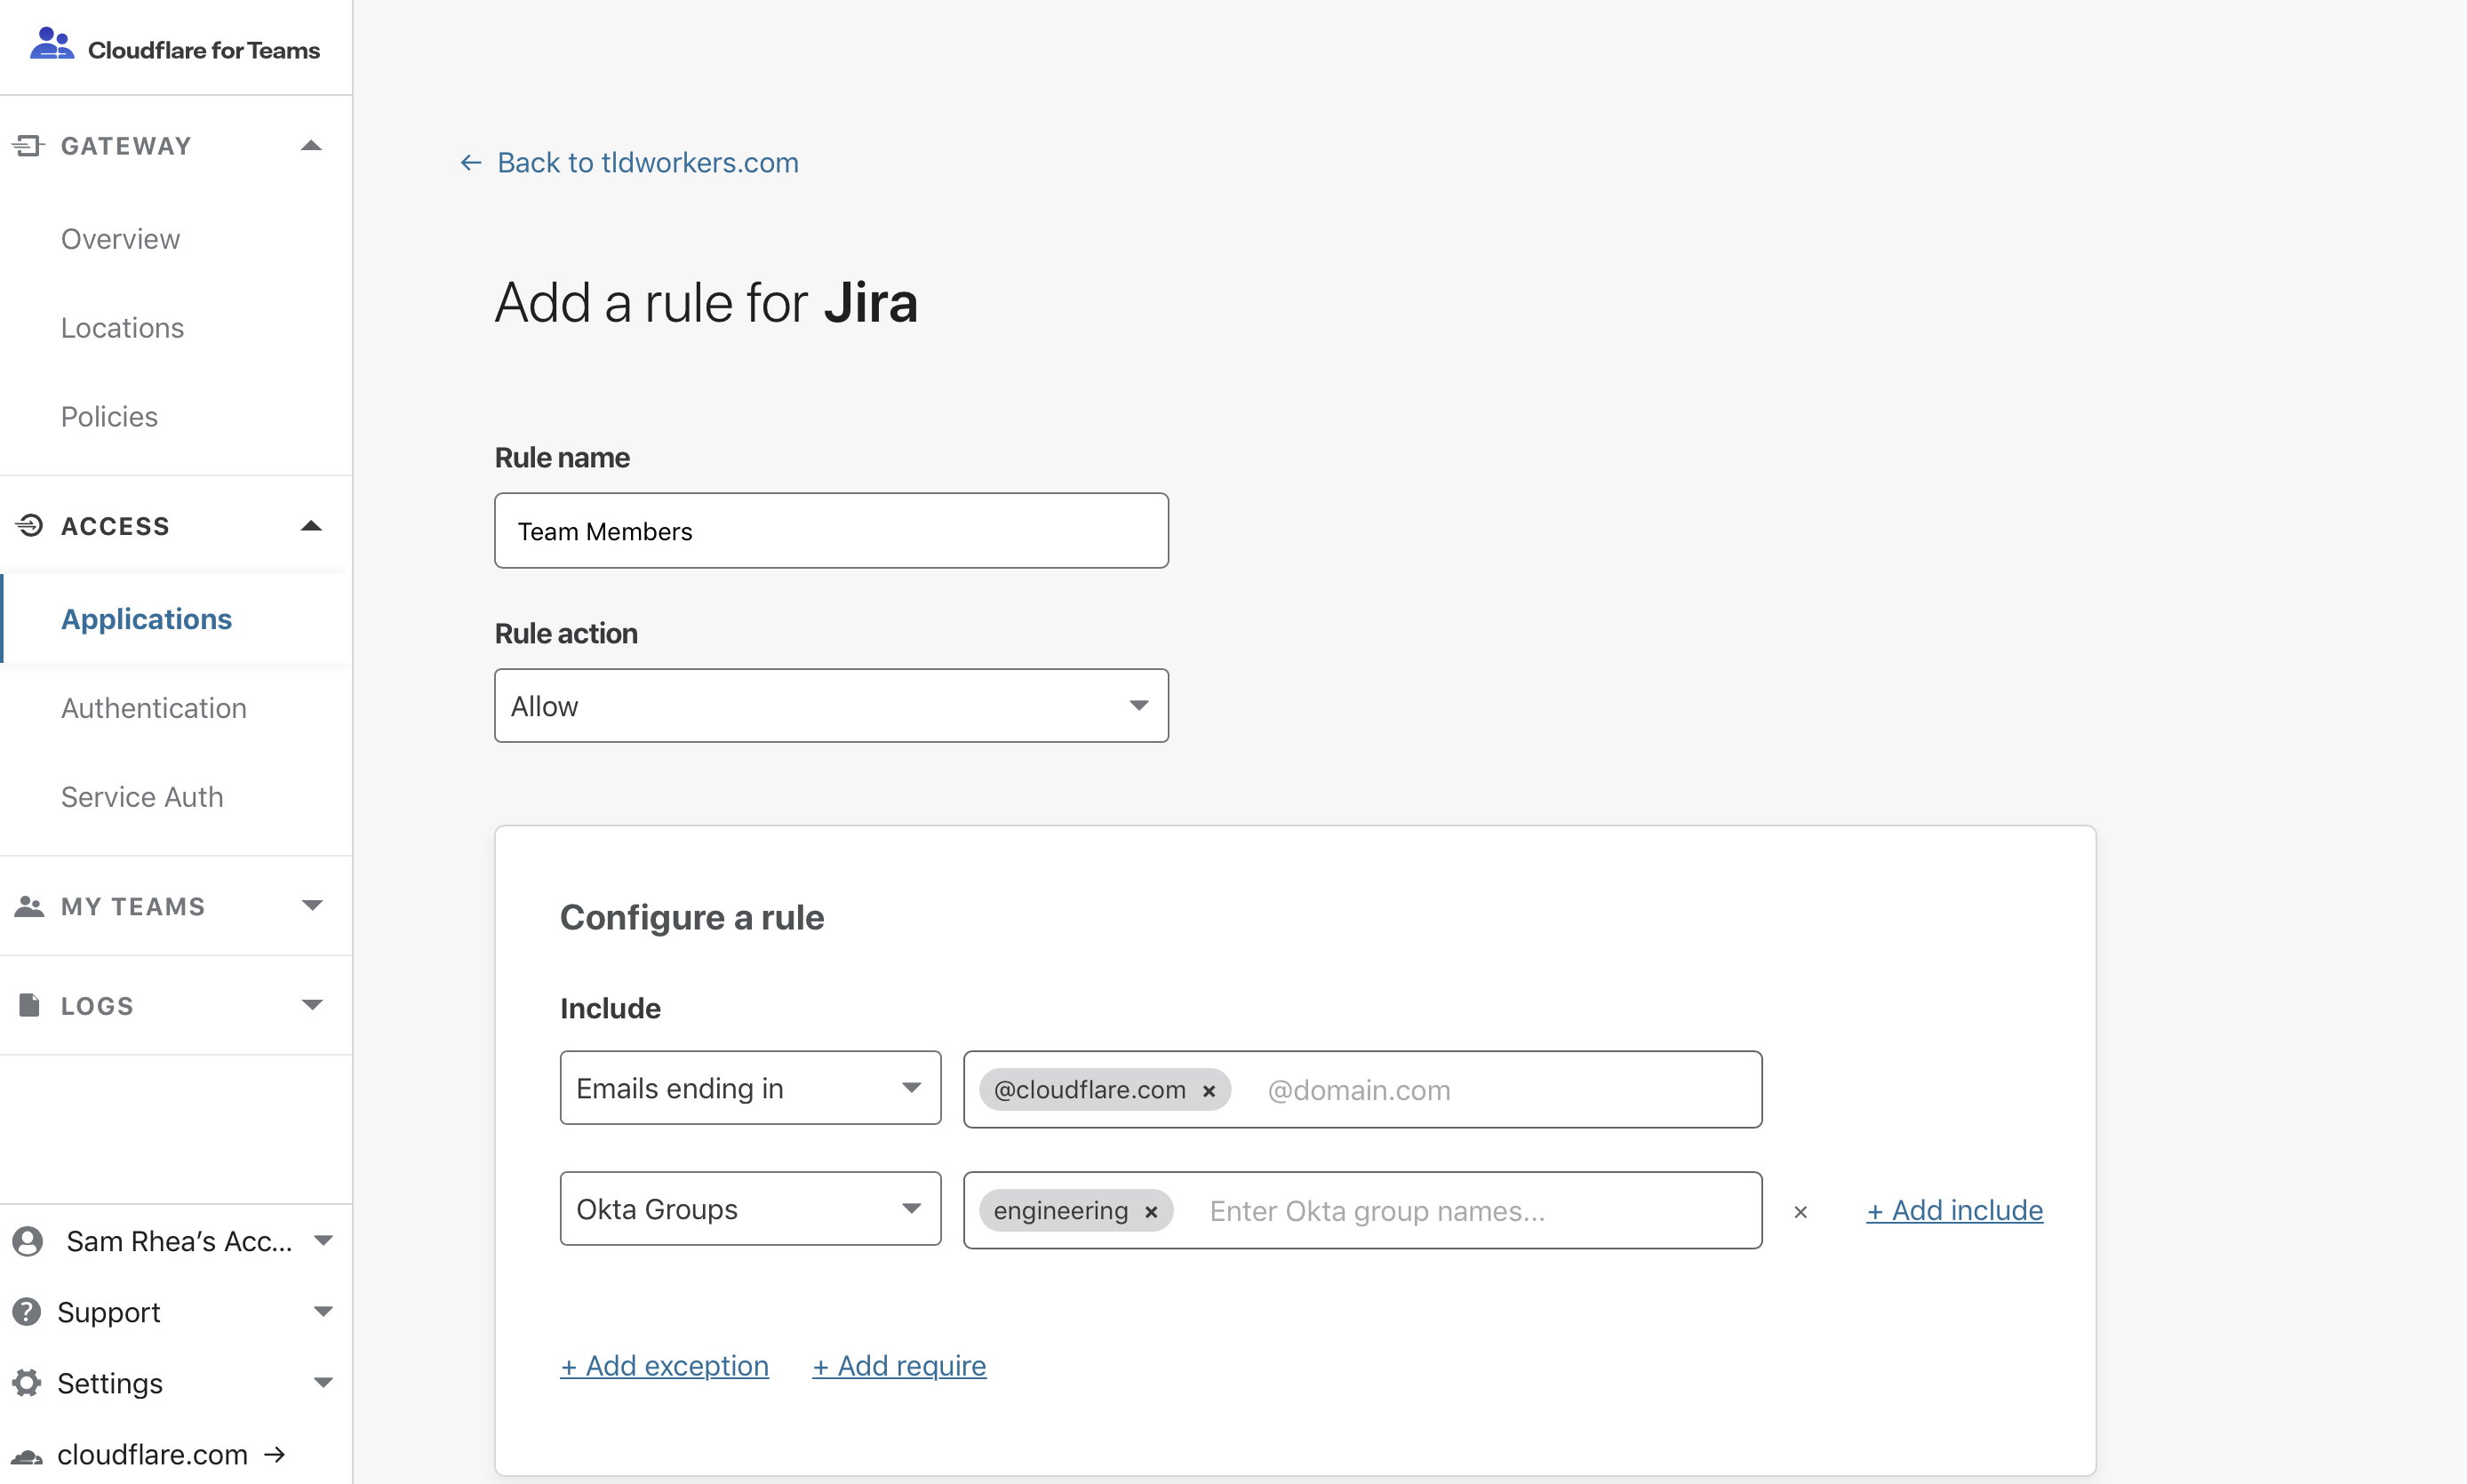 Cloudflare for Teams
GATEWAY
Overview
Locations
Policies
ACCESS
Applications
Authentication
Service Auth
MY TEAMS
LOGS
Sam Rhea’s Acc...
Support
Settings
cloudflare.com →
← Back to tldworkers.com
Add a rule for Jira
Rule name
Team Members
Rule action
Allow
Configure a rule
Include
Emails ending in @cloudflare.com × @domain.com
Okta Groups engineering × Enter Okta group names... × + Add include
+ Add exception + Add require